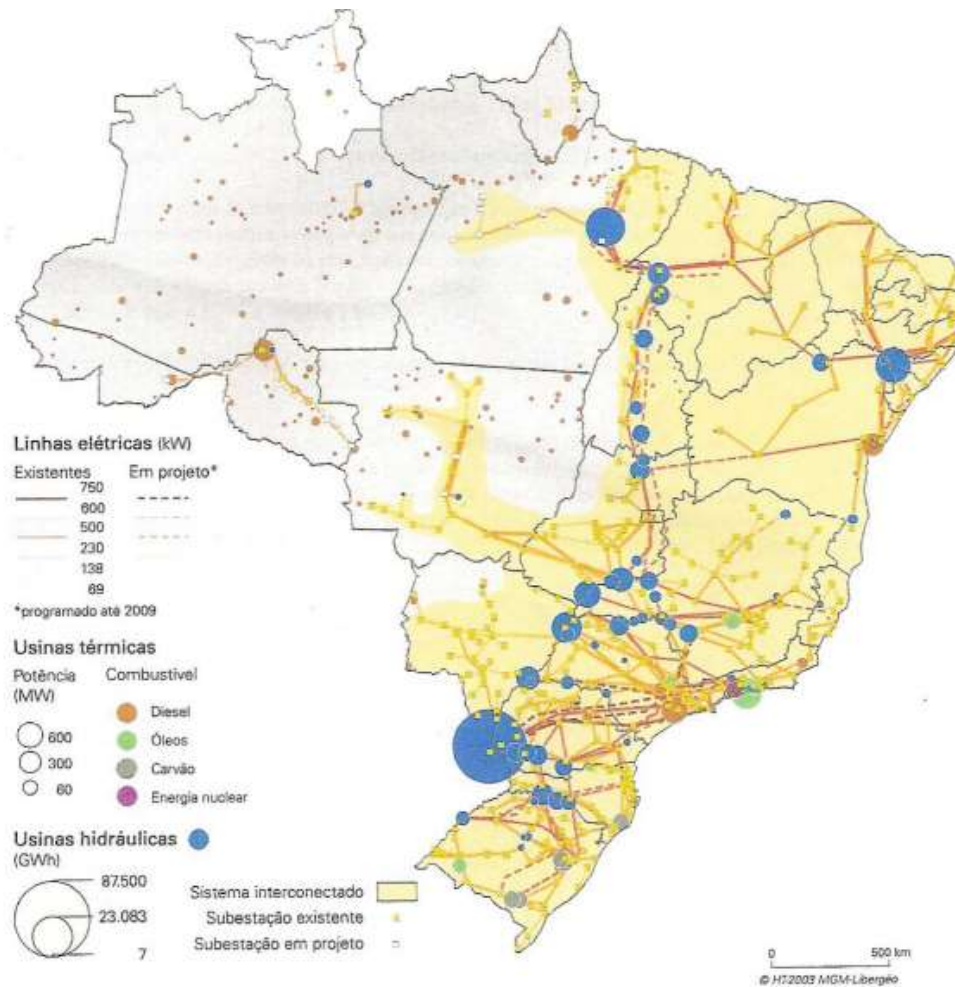 Linhas elétricas (kW)
Existentes Em projeto*
750
600
500
230
138
69
*programado até 2009
Usinas térmicas
Potência Combustível
(MW)
Diesel
600 Óleos
300 Carvão
60 Energia nuclear
Usinas hidráulicas
(GWh)
87.500
23.083
7
Sistema interconectado
Subestação existente
Subestação em projeto
0 500 km
© HT-2003 MGM-Libergéo